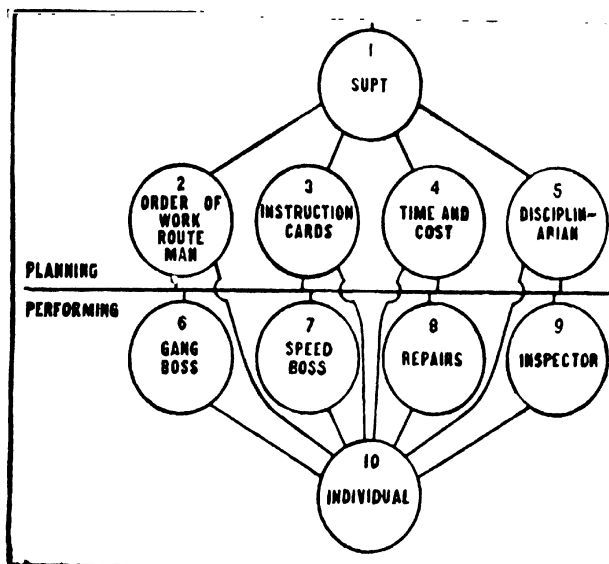 1
SUPT
2
ORDER OF
WORK
ROUTE
MAN
3
INSTRUCTION
CARDS
4
TIME AND
COST
5
DISCIPLIN-
ARIAN
PLANNING
PERFORMING
6
GANG
BOSS
7
SPEED
BOSS
8
REPAIRS
9
INSPECTOR
10
INDIVIDUAL